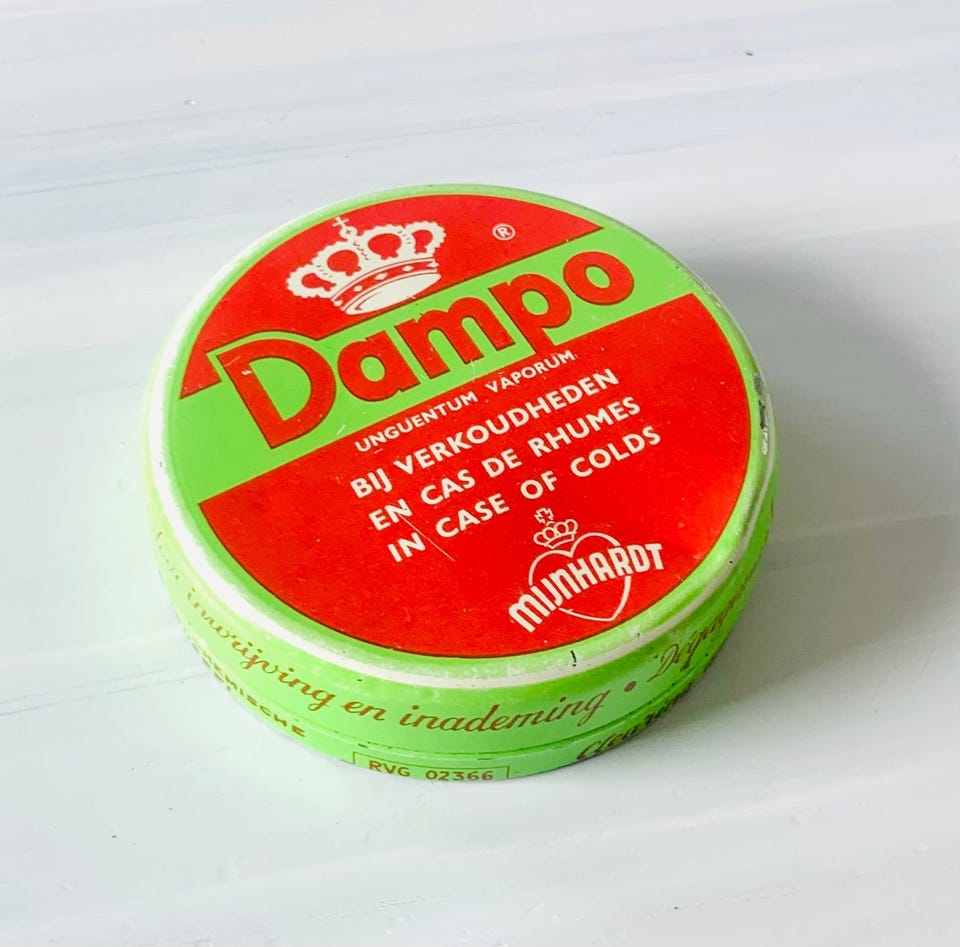 ®
Dampo
UNGUENTUM VAPORUM
BIJ VERKOUDHEDEN
EN CAS DE RHUMES
IN CASE OF COLDS
MIJNHARDT
inwrijving en inademing •
RVG 02366